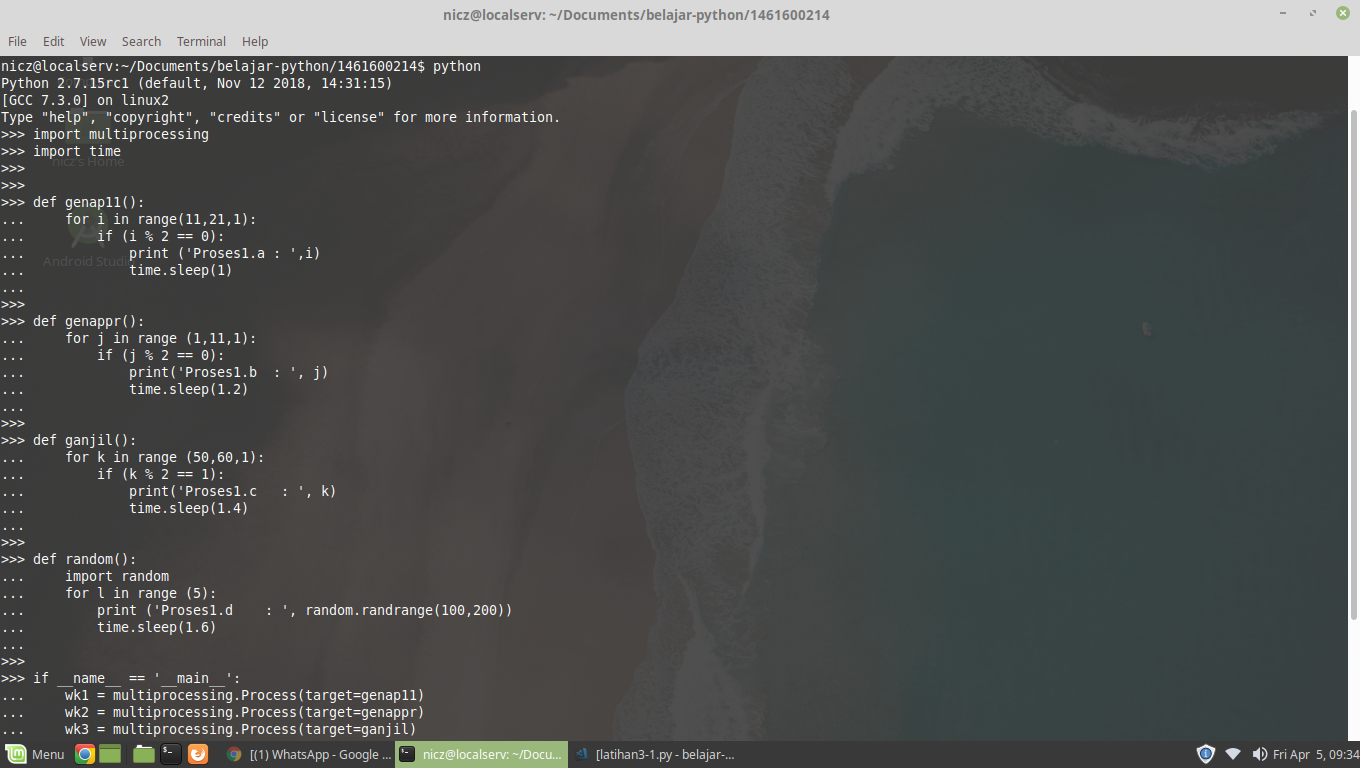 nicz@localserv: ~/Documents/belajar-python/1461600214
File Edit View Search Terminal Help
nicz@localserv:~/Documents/belajar-python/1461600214$ python
Python 2.7.15rc1 (default, Nov 12 2018, 14:31:15)
[GCC 7.3.0] on linux2
Type "help", "copyright", "credits" or "license" for more information.
>>> import multiprocessing
>>> import time
nicz's Home
>>>
>>>
>>> def genap11():
...     for i in range(11,21,1):
...         if (i % 2 == 0):
...             print ('Proses1.a : ',i)
Android Studio
...             time.sleep(1)
...
>>>
>>> def genappr():
...     for j in range (1,11,1):
...         if (j % 2 == 0):
...             print('Proses1.b  : ', j)
...             time.sleep(1.2)
...
>>>
>>> def ganjil():
...     for k in range (50,60,1):
...         if (k % 2 == 1):
...             print('Proses1.c   : ', k)
...             time.sleep(1.4)
...
>>>
>>> def random():
...     import random
...     for l in range (5):
...         print ('Proses1.d    : ', random.randrange(100,200))
...         time.sleep(1.6)
...
>>>
>>> if __name__ == '__main__':
...     wk1 = multiprocessing.Process(target=genap11)
...     wk2 = multiprocessing.Process(target=genappr)
...     wk3 = multiprocessing.Process(target=ganjil)
Menu [(1) WhatsApp - Google ... nicz@localserv: ~/Docu... [latihan3-1.py - belajar-... Fri Apr 5, 09:34